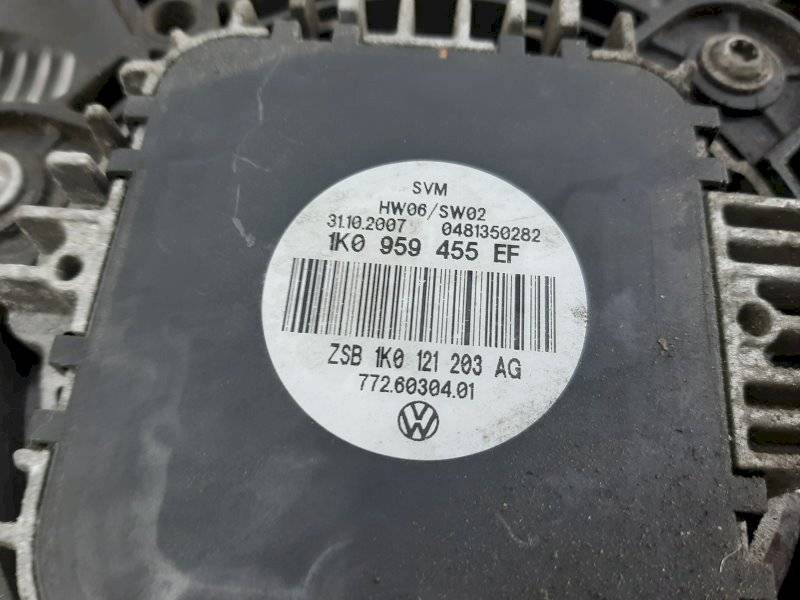 SVM
HW06/SW02
31.10.2007 0481350282
1K0 959 455 EF
ZSB 1K0 121 203 AG
772.60304.01
VW